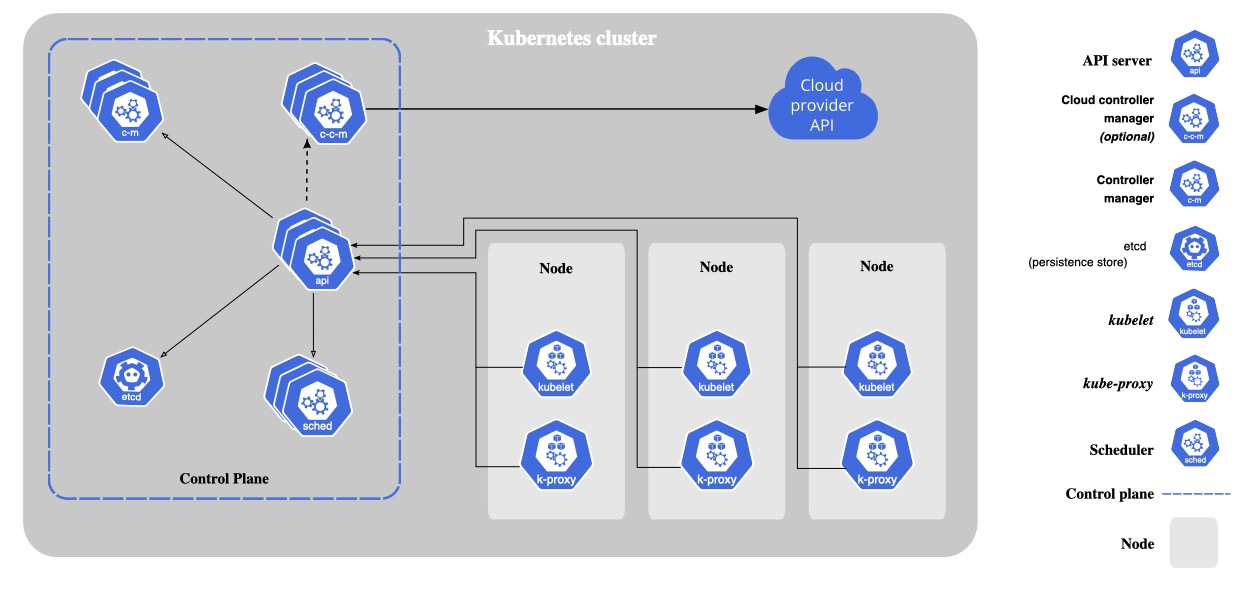 Kubernetes cluster
c-m
c-c-m
Cloud
provider
API
api
etcd
sched
Control Plane
Node
Node
Node
kubelet
kubelet
kubelet
k-proxy
k-proxy
k-proxy
API server
api
Cloud controller
manager
(optional)
c-c-m
Controller
manager
c-m
etcd
(persistence store)
etcd
kubelet
kubelet
kube-proxy
k-proxy
Scheduler
sched
Control plane
Node